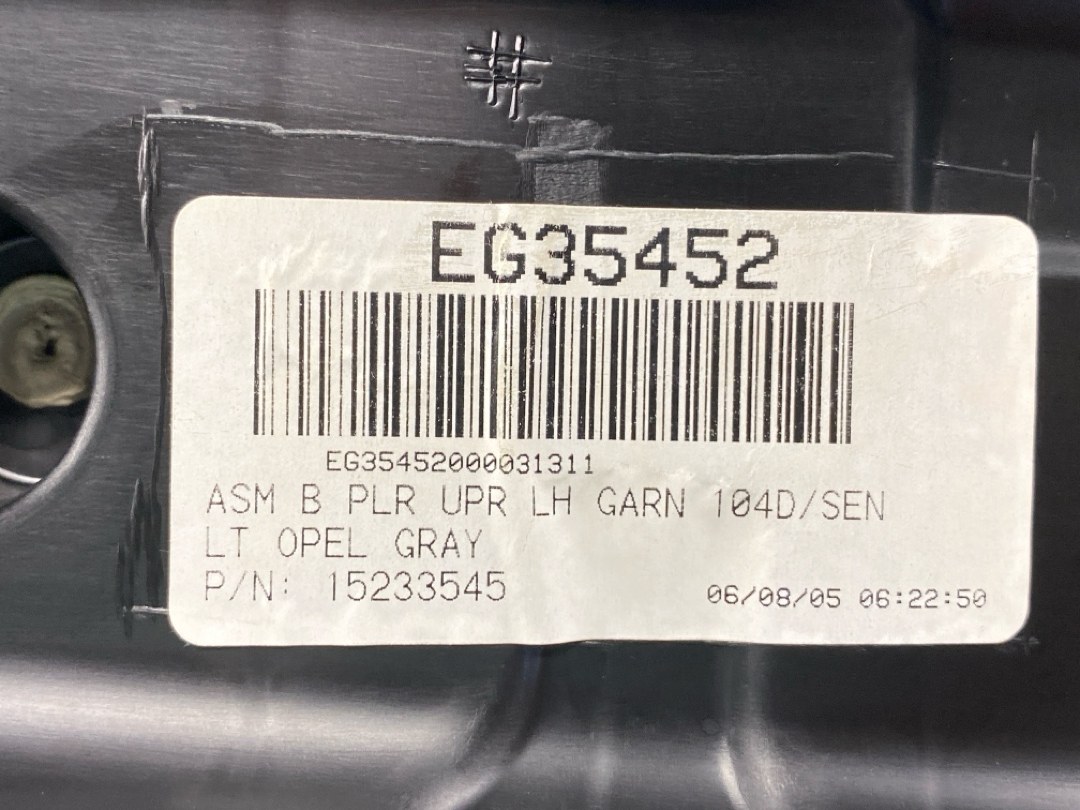 #
EG35452
EG35452000031311
ASM B PLR UPR LH GARN 104D/SEN
LT OPEL GRAY
P/N: 15233545
06/08/05 06:22:50